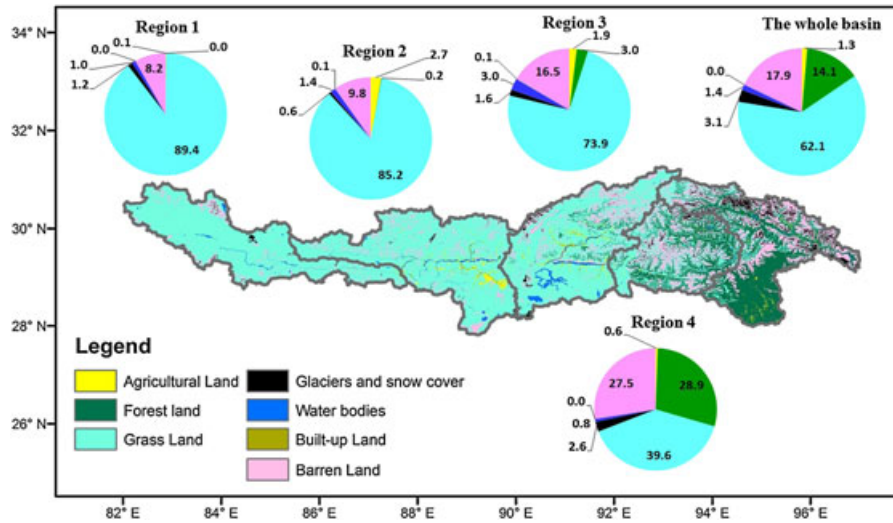 Region 1
0.0
0.1
0.0
1.0
1.2
8.2
89.4
Region 2
0.1
1.4
0.6
9.8
2.7
0.2
85.2
Region 3
1.9
3.0
0.1
3.0
1.6
16.5
73.9
The whole basin
1.3
14.1
0.0
1.4
3.1
17.9
62.1
Region 4
0.6
28.9
27.5
0.0
0.8
2.6
39.6
34° N
32° N
30° N
28° N
26° N
Legend
Agricultural Land
Forest land
Grass Land
Glaciers and snow cover
Water bodies
Built-up Land
Barren Land
82° E 84° E 86° E 88° E 90° E 92° E 94° E 96° E